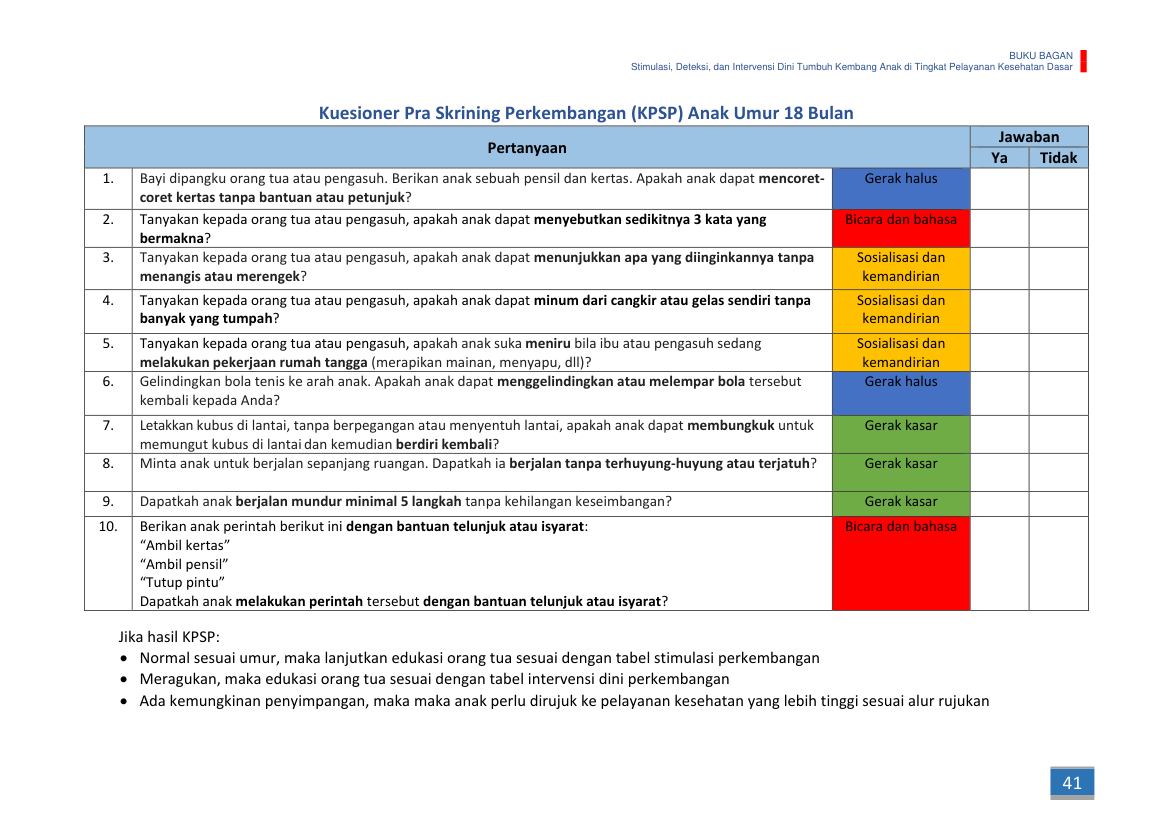 BUKU BAGAN
Stimulasi, Deteksi, dan Intervensi Dini Tumbuh Kembang Anak di Tingkat Pelayanan Kesehatan Dasar
Kuesioner Pra Skrining Perkembangan (KPSP) Anak Umur 18 Bulan
Pertanyaan
Jawaban
Ya Tidak
1. Bayi dipangku orang tua atau pengasuh. Berikan anak sebuah pensil dan kertas. Apakah anak dapat mencoret-
coret kertas tanpa bantuan atau petunjuk?
Gerak halus
2. Tanyakan kepada orang tua atau pengasuh, apakah anak dapat menyebutkan sedikitnya 3 kata yang
bermakna?
Bicara dan bahasa
3. Tanyakan kepada orang tua atau pengasuh, apakah anak dapat menunjukkan apa yang diinginkannya tanpa
menangis atau merengek?
Sosialisasi dan
kemandirian
4. Tanyakan kepada orang tua atau pengasuh, apakah anak dapat minum dari cangkir atau gelas sendiri tanpa
banyak yang tumpah?
Sosialisasi dan
kemandirian
5. Tanyakan kepada orang tua atau pengasuh, apakah anak suka meniru bila ibu atau pengasuh sedang
melakukan pekerjaan rumah tangga (merapikan mainan, menyapu, dll)?
Sosialisasi dan
kemandirian
6. Gelindingkan bola tenis ke arah anak. Apakah anak dapat menggelindingkan atau melempar bola tersebut
kembali kepada Anda?
Gerak halus
7. Letakkan kubus di lantai, tanpa berpegangan atau menyentuh lantai, apakah anak dapat membungkuk untuk
memungut kubus di lantai dan kemudian berdiri kembali?
Gerak kasar
8. Minta anak untuk berjalan sepanjang ruangan. Dapatkah ia berjalan tanpa terhuyung-huyung atau terjatuh?
Gerak kasar
9. Dapatkah anak berjalan mundur minimal 5 langkah tanpa kehilangan keseimbangan?
Gerak kasar
10. Berikan anak perintah berikut ini dengan bantuan telunjuk atau isyarat:
“Ambil kertas”
“Ambil pensil”
“Tutup pintu”
Dapatkah anak melakukan perintah tersebut dengan bantuan telunjuk atau isyarat?
Bicara dan bahasa
Jika hasil KPSP:
• Normal sesuai umur, maka lanjutkan edukasi orang tua sesuai dengan tabel stimulasi perkembangan
• Meragukan, maka edukasi orang tua sesuai dengan tabel intervensi dini perkembangan
• Ada kemungkinan penyimpangan, maka maka anak perlu dirujuk ke pelayanan kesehatan yang lebih tinggi sesuai alur rujukan
41